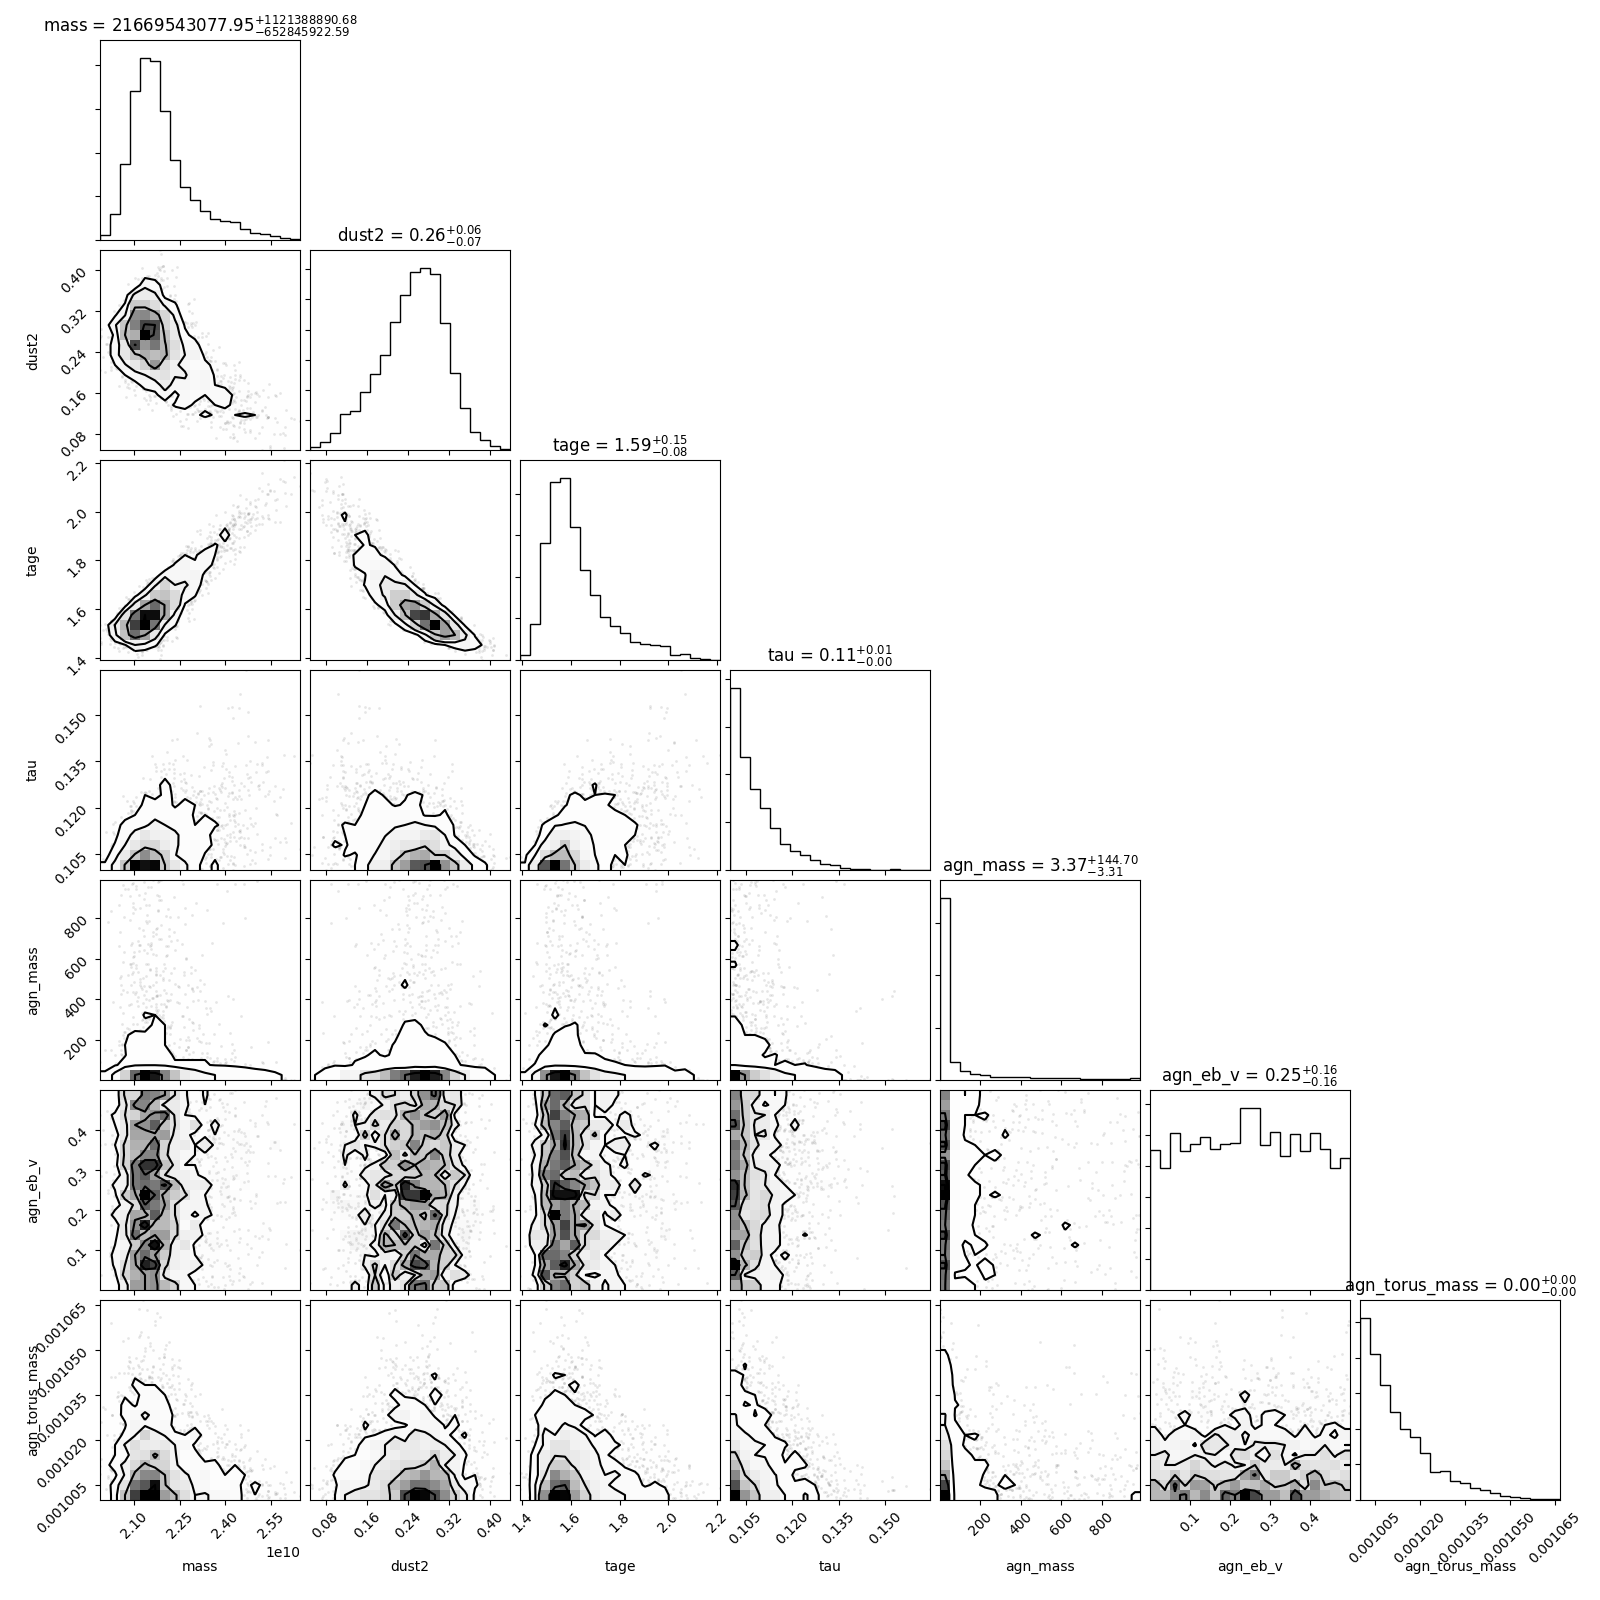 mass = 21669543077.95+1121388890.68 −652845922.59
dust2 = 0.26+0.06 −0.07
0.40
0.32
0.24
0.16
0.08
dust2
tage = 1.59+0.15 −0.08
2.2
2.0
1.8
1.6
1.4
tage
tau = 0.11+0.01 −0.00
0.150
0.135
0.120
0.105
tau
agn_mass = 3.37+144.70 −3.31
800
600
400
200
agn_mass
agn_eb_v = 0.25+0.16 −0.16
0.4
0.3
0.2
0.1
agn_eb_v
agn_torus_mass = 0.00+0.00 −0.00
0.001065
0.001050
0.001035
0.001020
0.001005
agn_torus_mass
2.10 2.25 2.40 2.55
1e10
mass
0.08 0.16 0.24 0.32 0.40
dust2
1.4 1.6 1.8 2.0 2.2
tage
0.105 0.120 0.135 0.150
tau
200 400 600 800
agn_mass
0.1 0.2 0.3 0.4
agn_eb_v
0.001005 0.001020 0.001035 0.001050 0.001065
agn_torus_mass